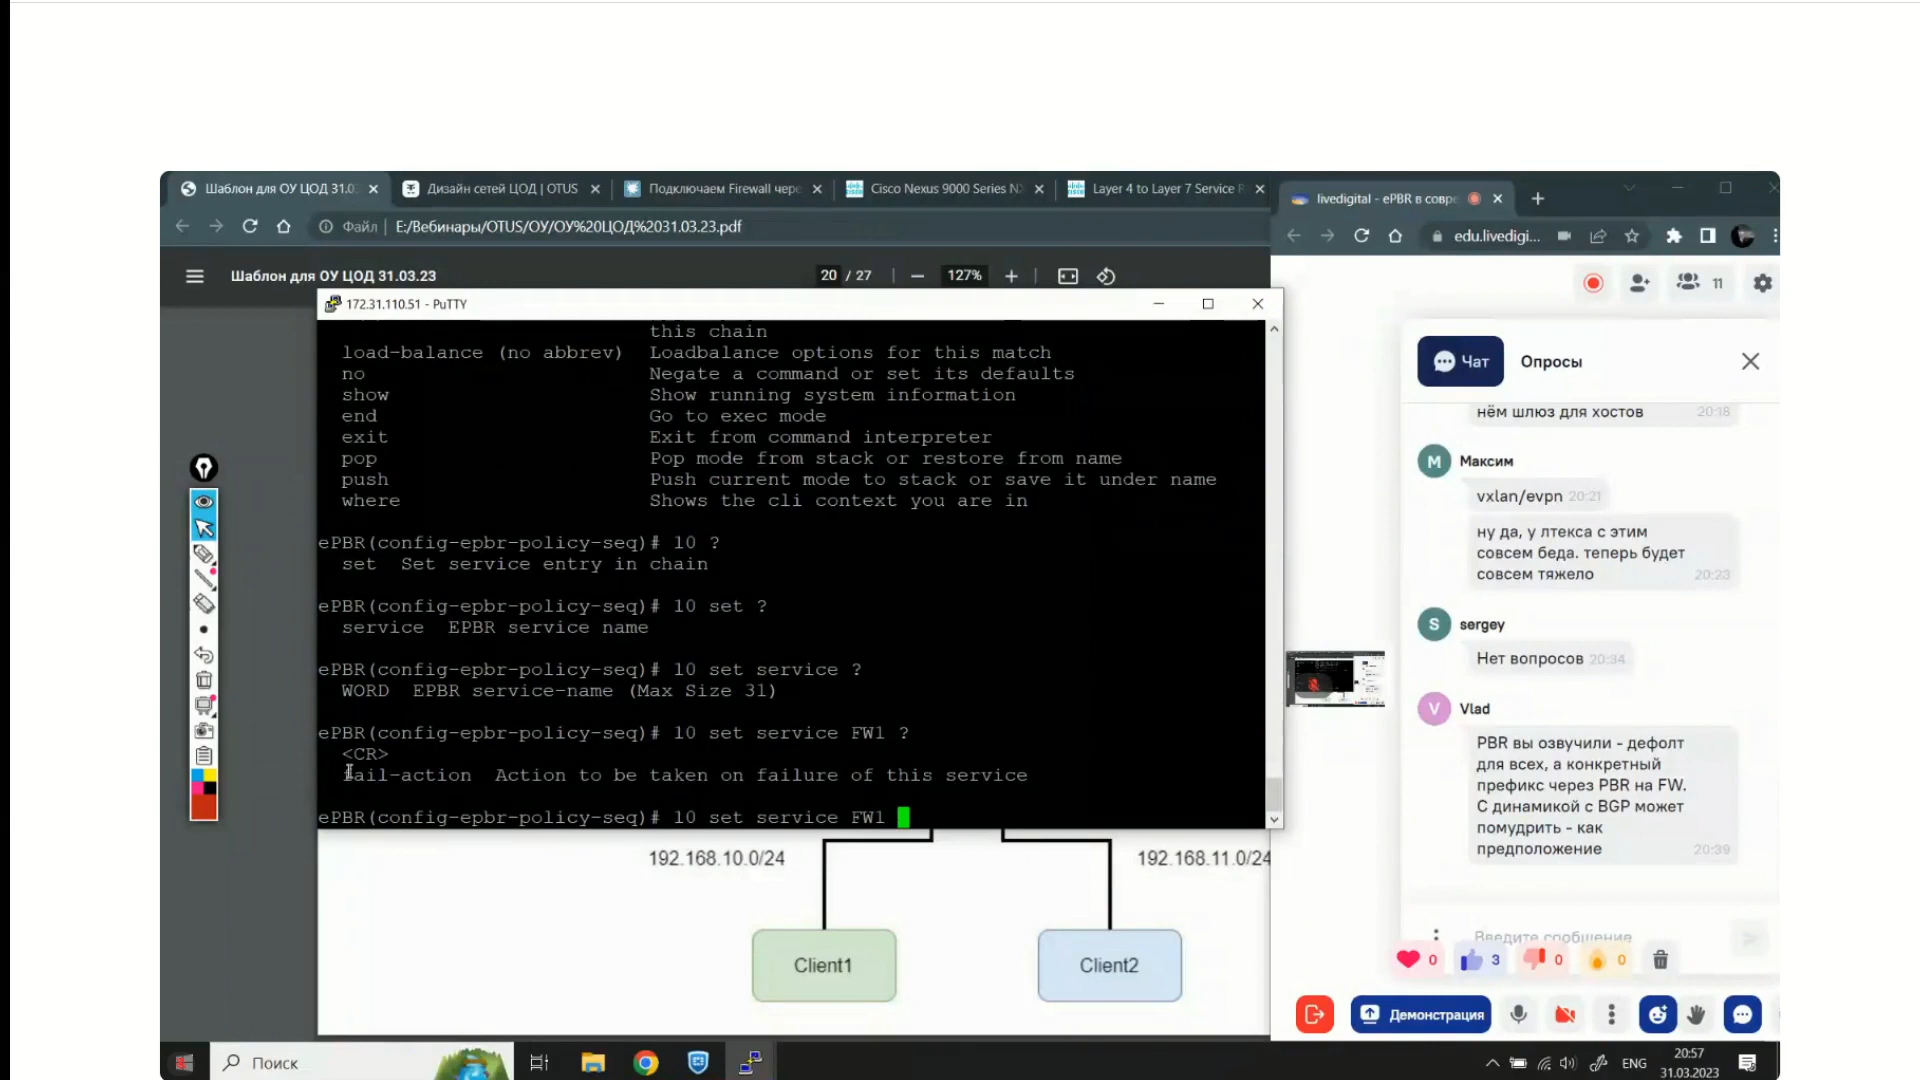 Шаблон для ОУ ЦОД 31.0
Дизайн сетей ЦОД | OTUS
Подключаем Firewall чере
Cisco Nexus 9000 Series NX
Layer 4 to Layer 7 Service R
livedigital - ePBR в совре
Файл
E:/Вебинары/OTUS/ОУ/ОУ%20ЦОД%2031.03.23.pdf
edu.livedigi...
Шаблон для ОУ ЦОД 31.03.23
20 / 27
127%
11
172.31.110.51 - PuTTY
this chain
load-balance (no abbrev) Loadbalance options for this match
no Negate a command or set its defaults
show Show running system information
end Go to exec mode
exit Exit from command interpreter
pop Pop mode from stack or restore from name
push Push current mode to stack or save it under name
where Shows the cli context you are in
ePBR(config-epbr-policy-seq)# 10 ?
set Set service entry in chain
ePBR(config-epbr-policy-seq)# 10 set ?
service EPBR service name
ePBR(config-epbr-policy-seq)# 10 set service ?
WORD EPBR service-name (Max Size 31)
ePBR(config-epbr-policy-seq)# 10 set service FW1 ?
<CR>
fail-action Action to be taken on failure of this service
ePBR(config-epbr-policy-seq)# 10 set service FW1
192.168.10.0/24
192.168.11.0/24
Client1
Client2
Чат
Опросы
нём шлюз для хостов 20:18
М
Максим
vxlan/evpn 20:21
ну да, у лтекса с этим
совсем беда. теперь будет
совсем тяжело 20:23
S
sergey
Нет вопросов 20:34
V
Vlad
PBR вы озвучили - дефолт
для всех, а конкретный
префикс через PBR на FW.
С динамикой с BGP может
помудрить - как
предположение 20:39
Введите сообщение
0
3
0
0
Демонстрация
Поиск
ENG
20:57
31.03.2023